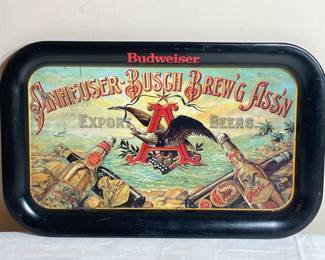 Budweiser
ANHEUSER-BUSCH BREW'G ASS'N
EXPORT BEERS.
A